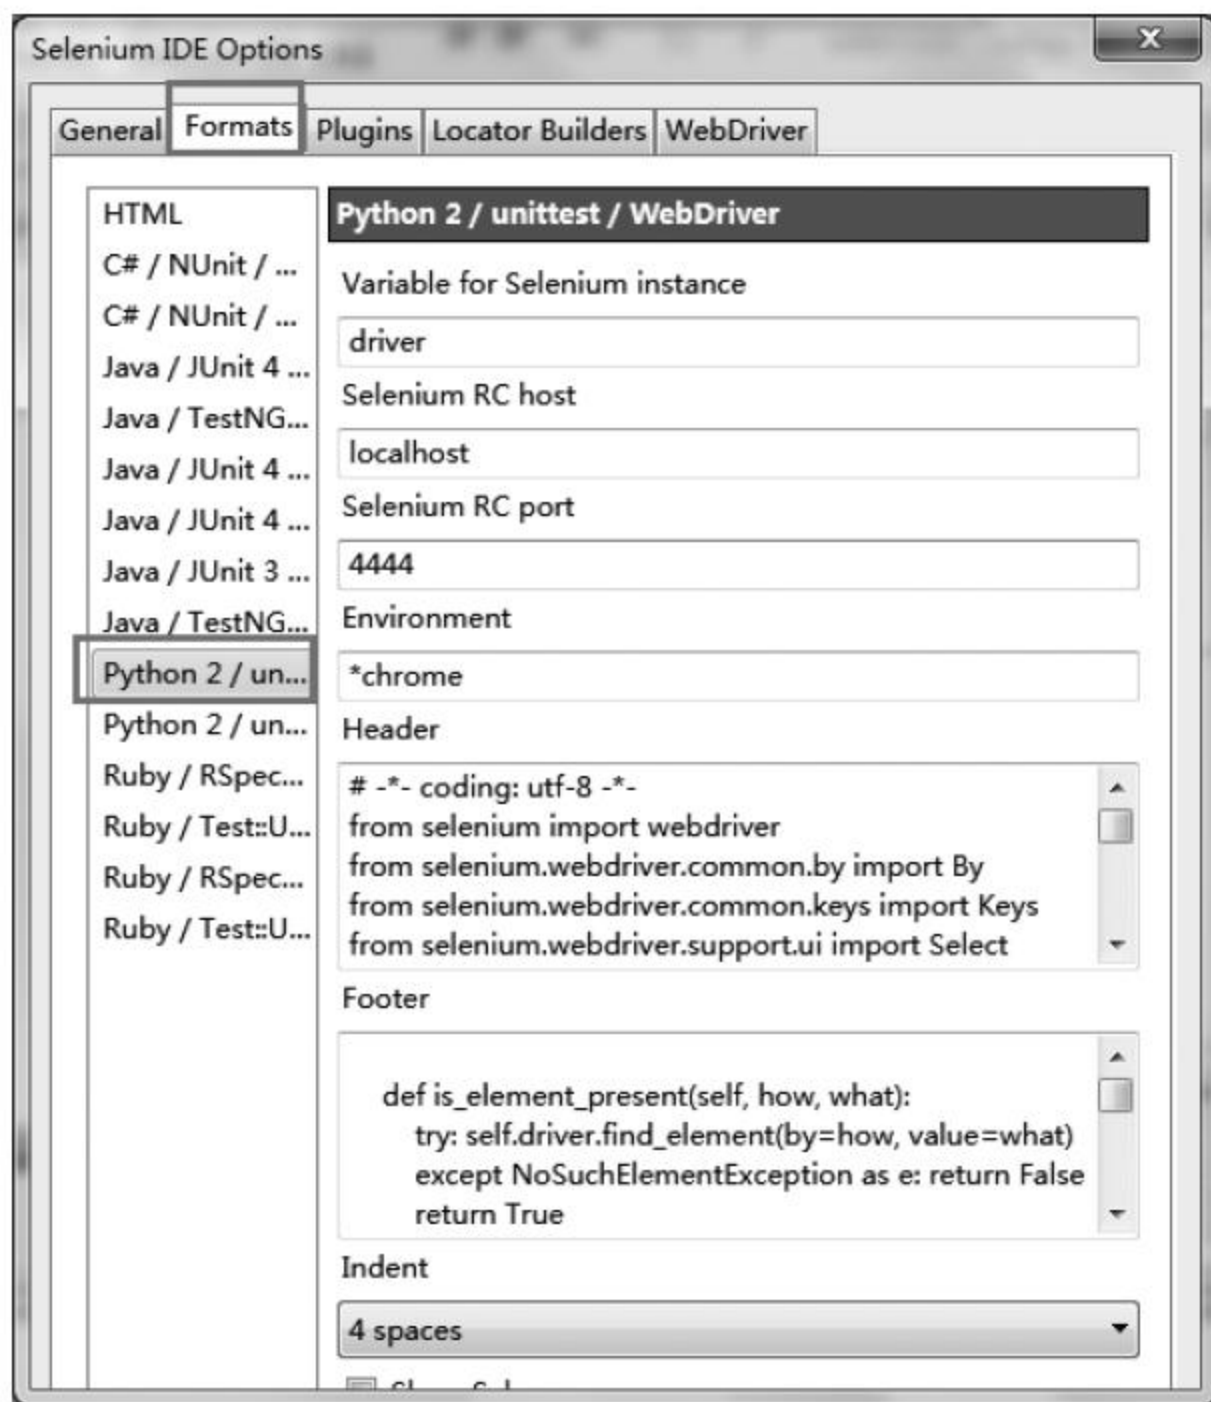 Selenium IDE Options
General Formats Plugins Locator Builders WebDriver
HTML
C# / NUnit / ...
C# / NUnit / ...
Java / JUnit 4 ...
Java / TestNG...
Java / JUnit 4 ...
Java / JUnit 4 ...
Java / JUnit 3 ...
Java / TestNG...
Python 2 / un...
Python 2 / un...
Ruby / RSpec...
Ruby / Test::U...
Ruby / RSpec...
Ruby / Test::U...
Python 2 / unittest / WebDriver
Variable for Selenium instance
driver
Selenium RC host
localhost
Selenium RC port
4444
Environment
*chrome
Header
# -*- coding: utf-8 -*-
from selenium import webdriver
from selenium.webdriver.common.by import By
from selenium.webdriver.common.keys import Keys
from selenium.webdriver.support.ui import Select
Footer
def is_element_present(self, how, what):
try: self.driver.find_element(by=how, value=what)
except NoSuchElementException as e: return False
return True
Indent
4 spaces